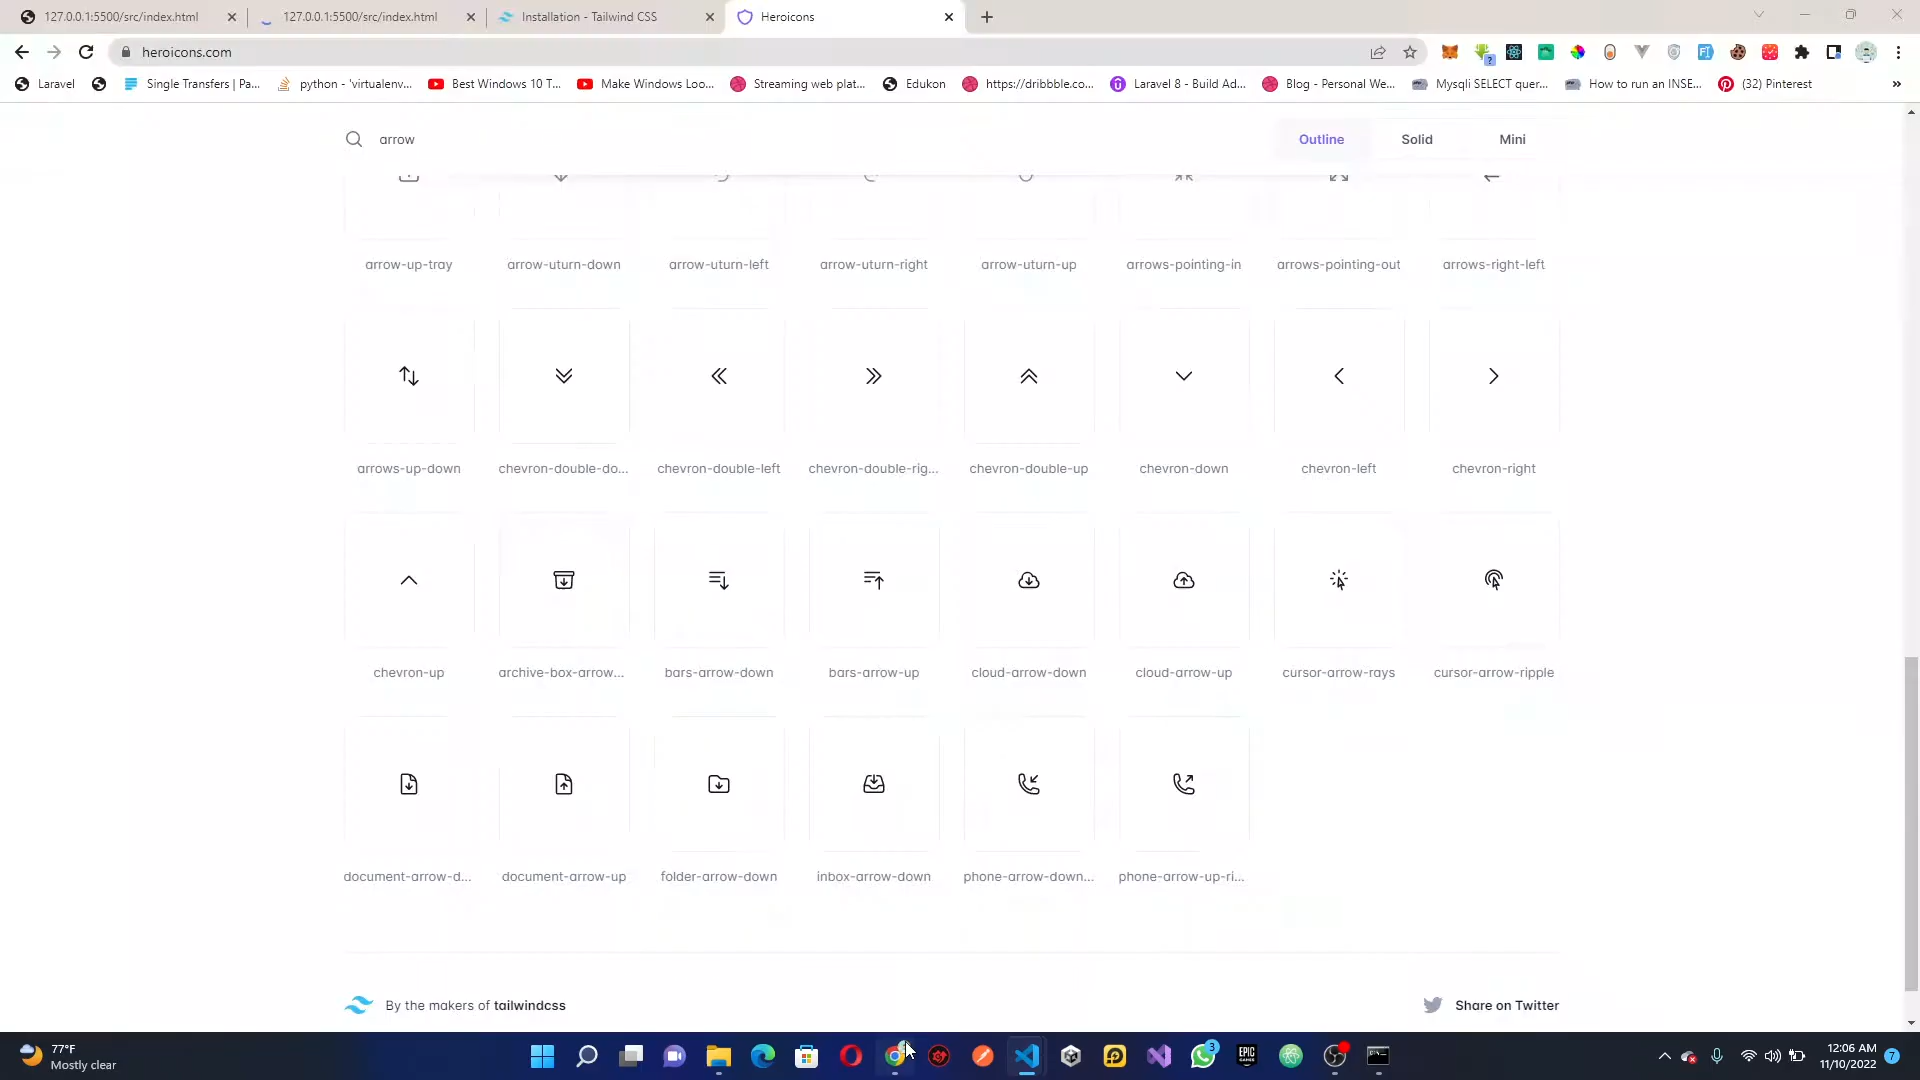 127.0.0.1:5500/src/index.html
127.0.0.1:5500/src/index.html
Installation - Tailwind CSS
Heroicons
heroicons.com
Laravel
Single Transfers | Pa...
python - 'virtualenv...
Best Windows 10 T...
Make Windows Loo...
Streaming web plat...
Edukon
https://dribbble.co...
Laravel 8 - Build Ad...
Blog - Personal We...
Mysqli SELECT quer...
How to run an INSE...
(32) Pinterest
arrow
Outline
Solid
Mini
arrow-up-tray
arrow-uturn-down
arrow-uturn-left
arrow-uturn-right
arrow-uturn-up
arrows-pointing-in
arrows-pointing-out
arrows-right-left
arrows-up-down
chevron-double-do...
chevron-double-left
chevron-double-rig...
chevron-double-up
chevron-down
chevron-left
chevron-right
chevron-up
archive-box-arrow...
bars-arrow-down
bars-arrow-up
cloud-arrow-down
cloud-arrow-up
cursor-arrow-rays
cursor-arrow-ripple
document-arrow-d...
document-arrow-up
folder-arrow-down
inbox-arrow-down
phone-arrow-down...
phone-arrow-up-ri...
By the makers of tailwindcss
Share on Twitter
77°F
Mostly clear
3
EPIC
12:06 AM
11/10/2022
7